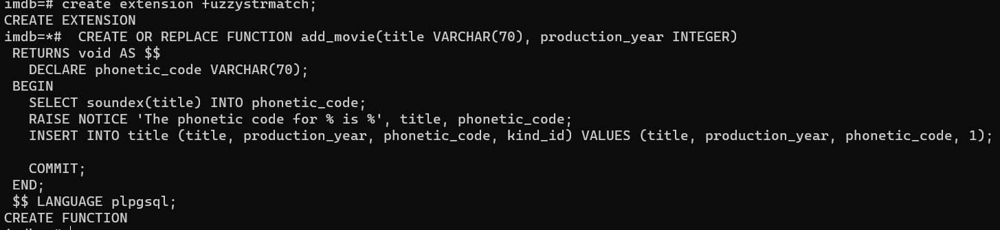 imdb=# create extension fuzzystrmatch;
CREATE EXTENSION
imdb=*#  CREATE OR REPLACE FUNCTION add_movie(title VARCHAR(70), production_year INTEGER)
 RETURNS void AS $$
   DECLARE phonetic_code VARCHAR(70);
 BEGIN
   SELECT soundex(title) INTO phonetic_code;
   RAISE NOTICE 'The phonetic code for % is %', title, phonetic_code;
   INSERT INTO title (title, production_year, phonetic_code, kind_id) VALUES (title, production_year, phonetic_code, 1);

   COMMIT;
 END;
 $$ LANGUAGE plpgsql;
CREATE FUNCTION